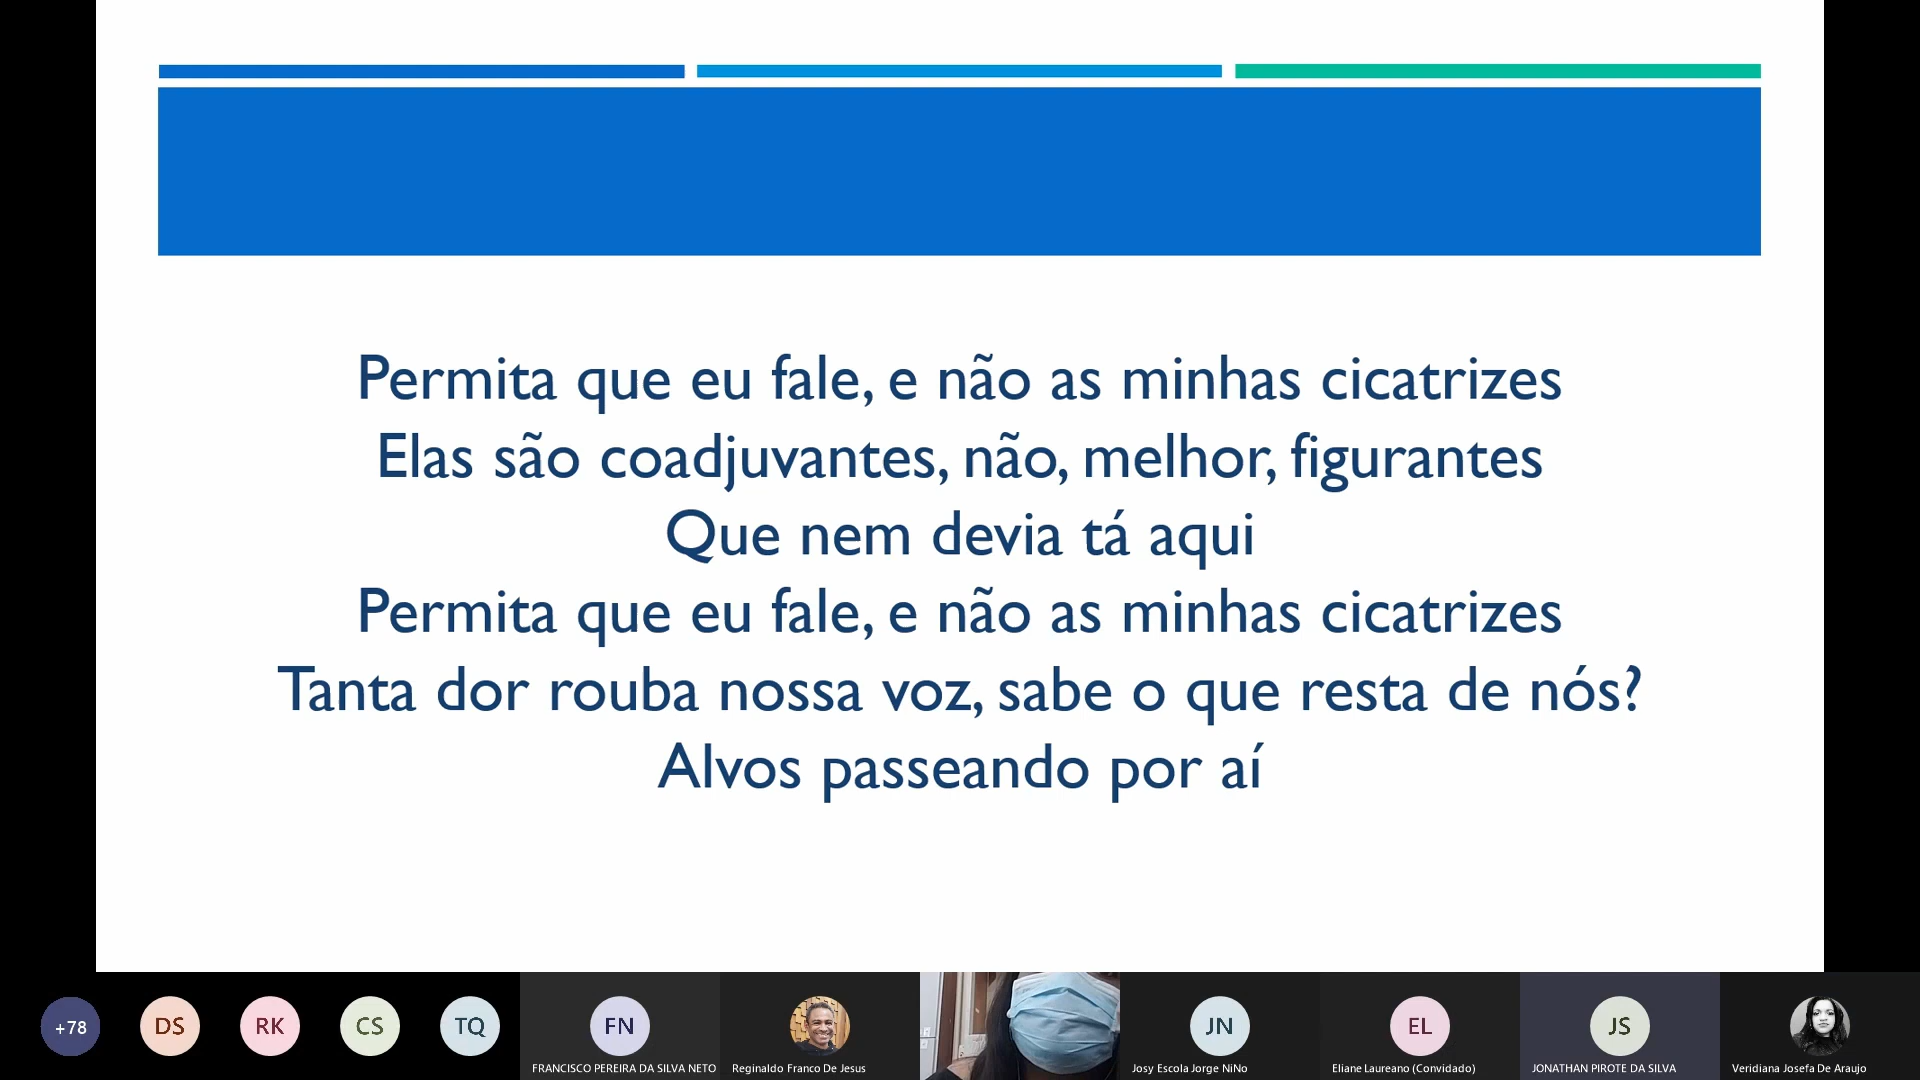 Permita que eu fale, e não as minhas cicatrizes
Elas são coadjuvantes, não, melhor, figurantes
Que nem devia tá aqui
Permita que eu fale, e não as minhas cicatrizes
Tanta dor rouba nossa voz, sabe o que resta de nós?
Alvos passeando por aí
+78
DS
RK
CS
TQ
FN
JN
EL
JS
FRANCISCO PEREIRA DA SILVA NETO
Reginaldo Franco De Jesus
Josy Escola Jorge NiNo
Eliane Laureano (Convidado)
JONATHAN PIROTE DA SILVA
Veridiana Josefa De Araujo